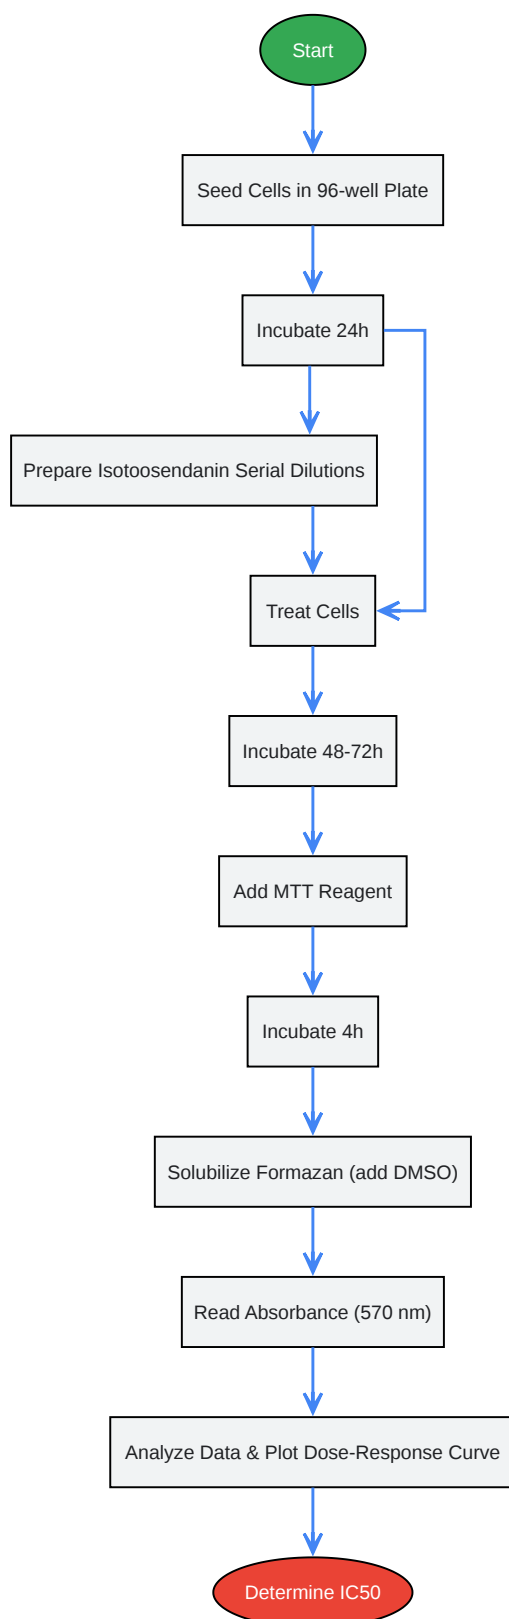 Start
Seed Cells in 96-well Plate
Incubate 24h
Prepare Isotoosendanin Serial Dilutions
Treat Cells
Incubate 48-72h
Add MTT Reagent
Incubate 4h
Solubilize Formazan (add DMSO)
Read Absorbance (570 nm)
Analyze Data & Plot Dose-Response Curve
Determine IC50